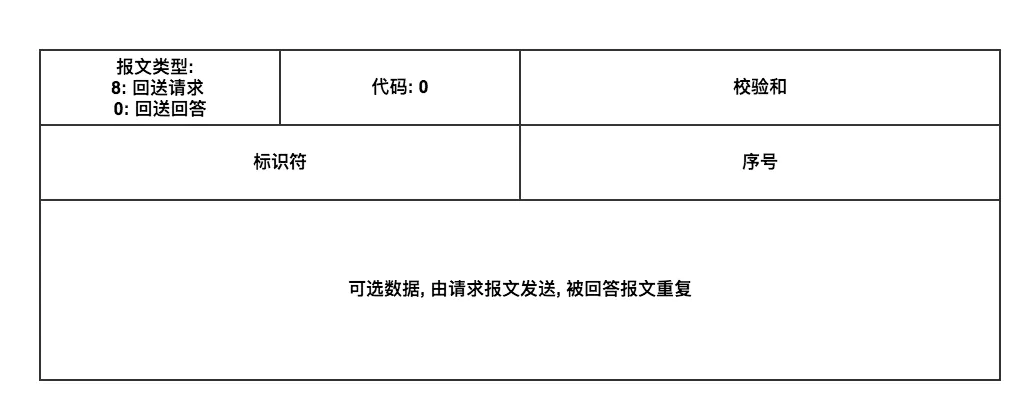 报文类型:
8: 回送请求
0: 回送回答
代码: 0
校验和
标识符
序号
可选数据, 由请求报文发送, 被回答报文重复